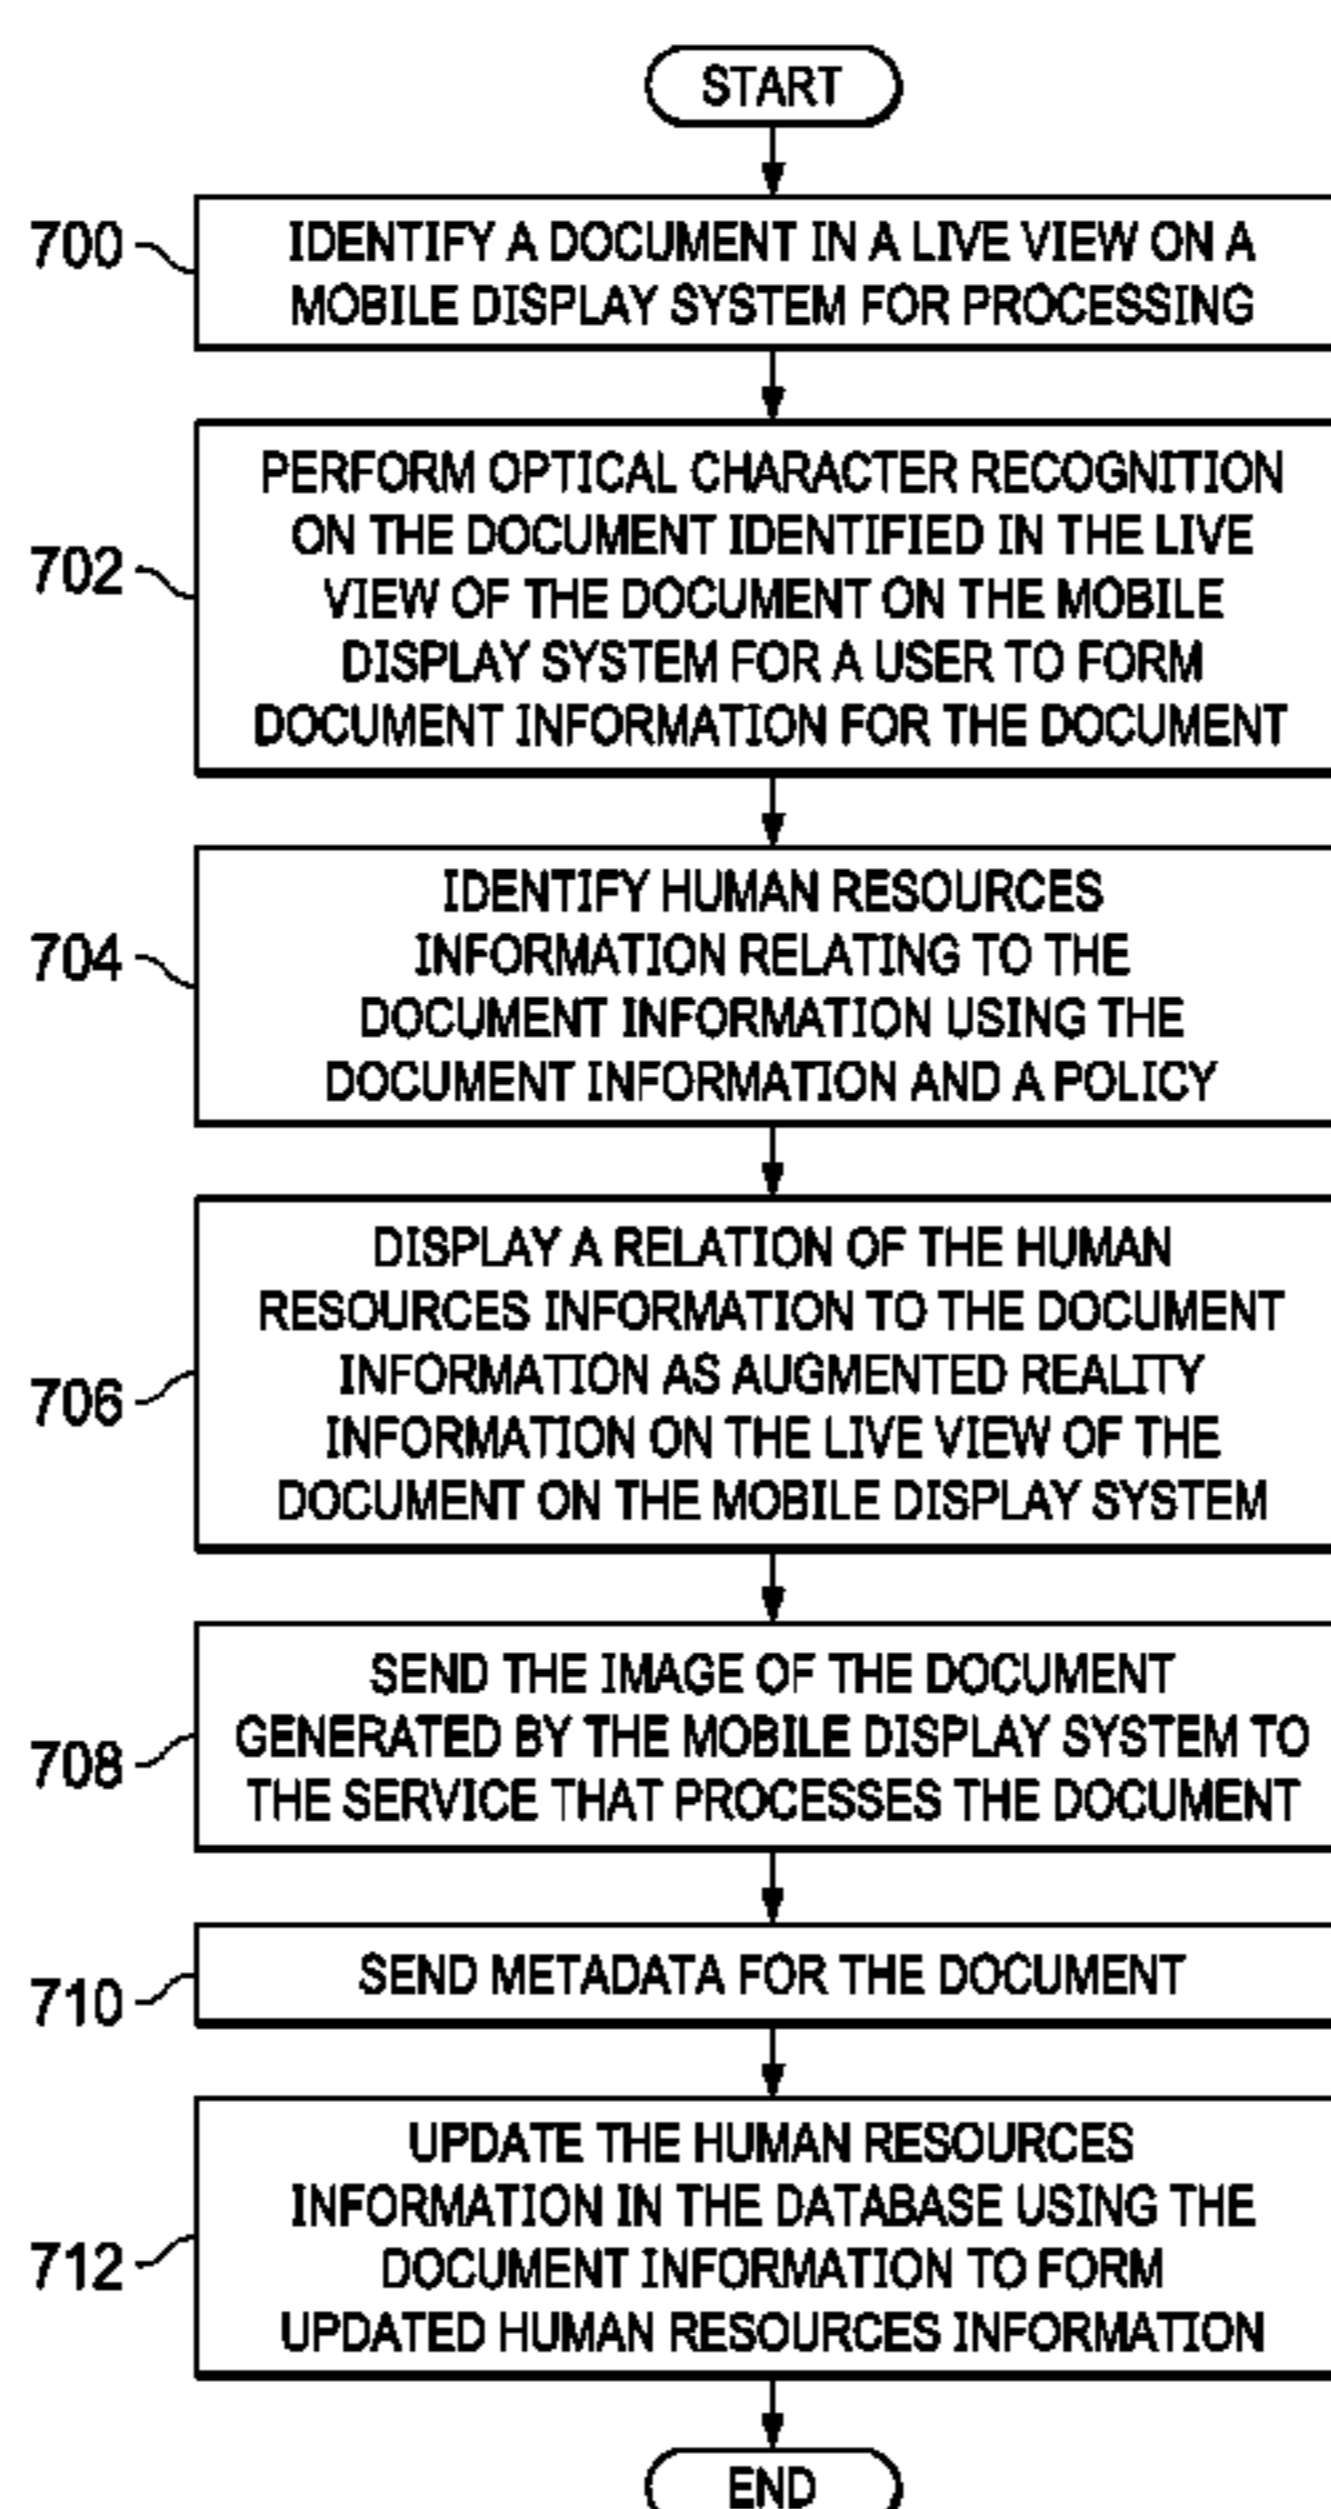 START
700
IDENTIFY A DOCUMENT IN A LIVE VIEW ON A
MOBILE DISPLAY SYSTEM FOR PROCESSING
702
PERFORM OPTICAL CHARACTER RECOGNITION
ON THE DOCUMENT IDENTIFIED IN THE LIVE
VIEW OF THE DOCUMENT ON THE MOBILE
DISPLAY SYSTEM FOR A USER TO FORM
DOCUMENT INFORMATION FOR THE DOCUMENT
704
IDENTIFY HUMAN RESOURCES
INFORMATION RELATING TO THE
DOCUMENT INFORMATION USING THE
DOCUMENT INFORMATION AND A POLICY
706
DISPLAY A RELATION OF THE HUMAN
RESOURCES INFORMATION TO THE DOCUMENT
INFORMATION AS AUGMENTED REALITY
INFORMATION ON THE LIVE VIEW OF THE
DOCUMENT ON THE MOBILE DISPLAY SYSTEM
708
SEND THE IMAGE OF THE DOCUMENT
GENERATED BY THE MOBILE DISPLAY SYSTEM TO
THE SERVICE THAT PROCESSES THE DOCUMENT
710
SEND METADATA FOR THE DOCUMENT
712
UPDATE THE HUMAN RESOURCES
INFORMATION IN THE DATABASE USING THE
DOCUMENT INFORMATION TO FORM
UPDATED HUMAN RESOURCES INFORMATION
END